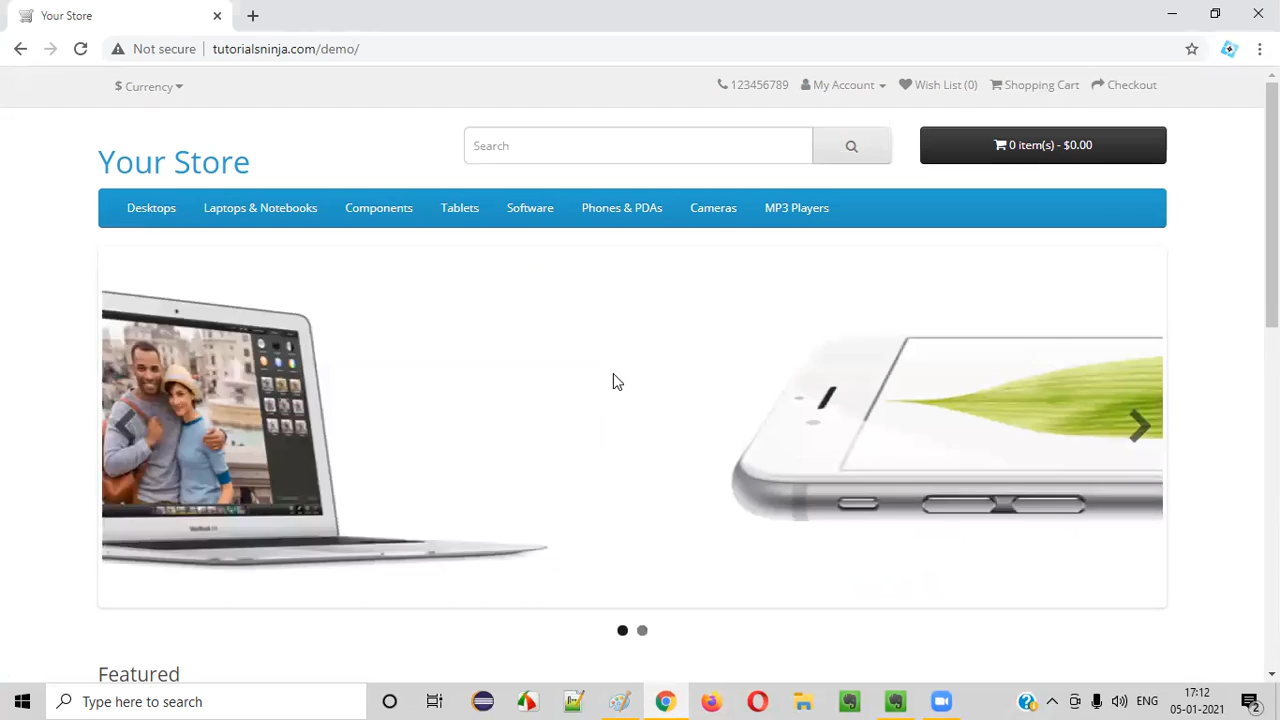 Your Store
Not secure
tutorialsninja.com/demo/
$ Currency
123456789
My Account
Wish List (0)
Shopping Cart
Checkout
Your Store
Search
0 item(s) - $0.00
Desktops
Laptops & Notebooks
Components
Tablets
Software
Phones & PDAs
Cameras
MP3 Players
Featured
Type here to search
ENG
17:12
05-01-2021
2